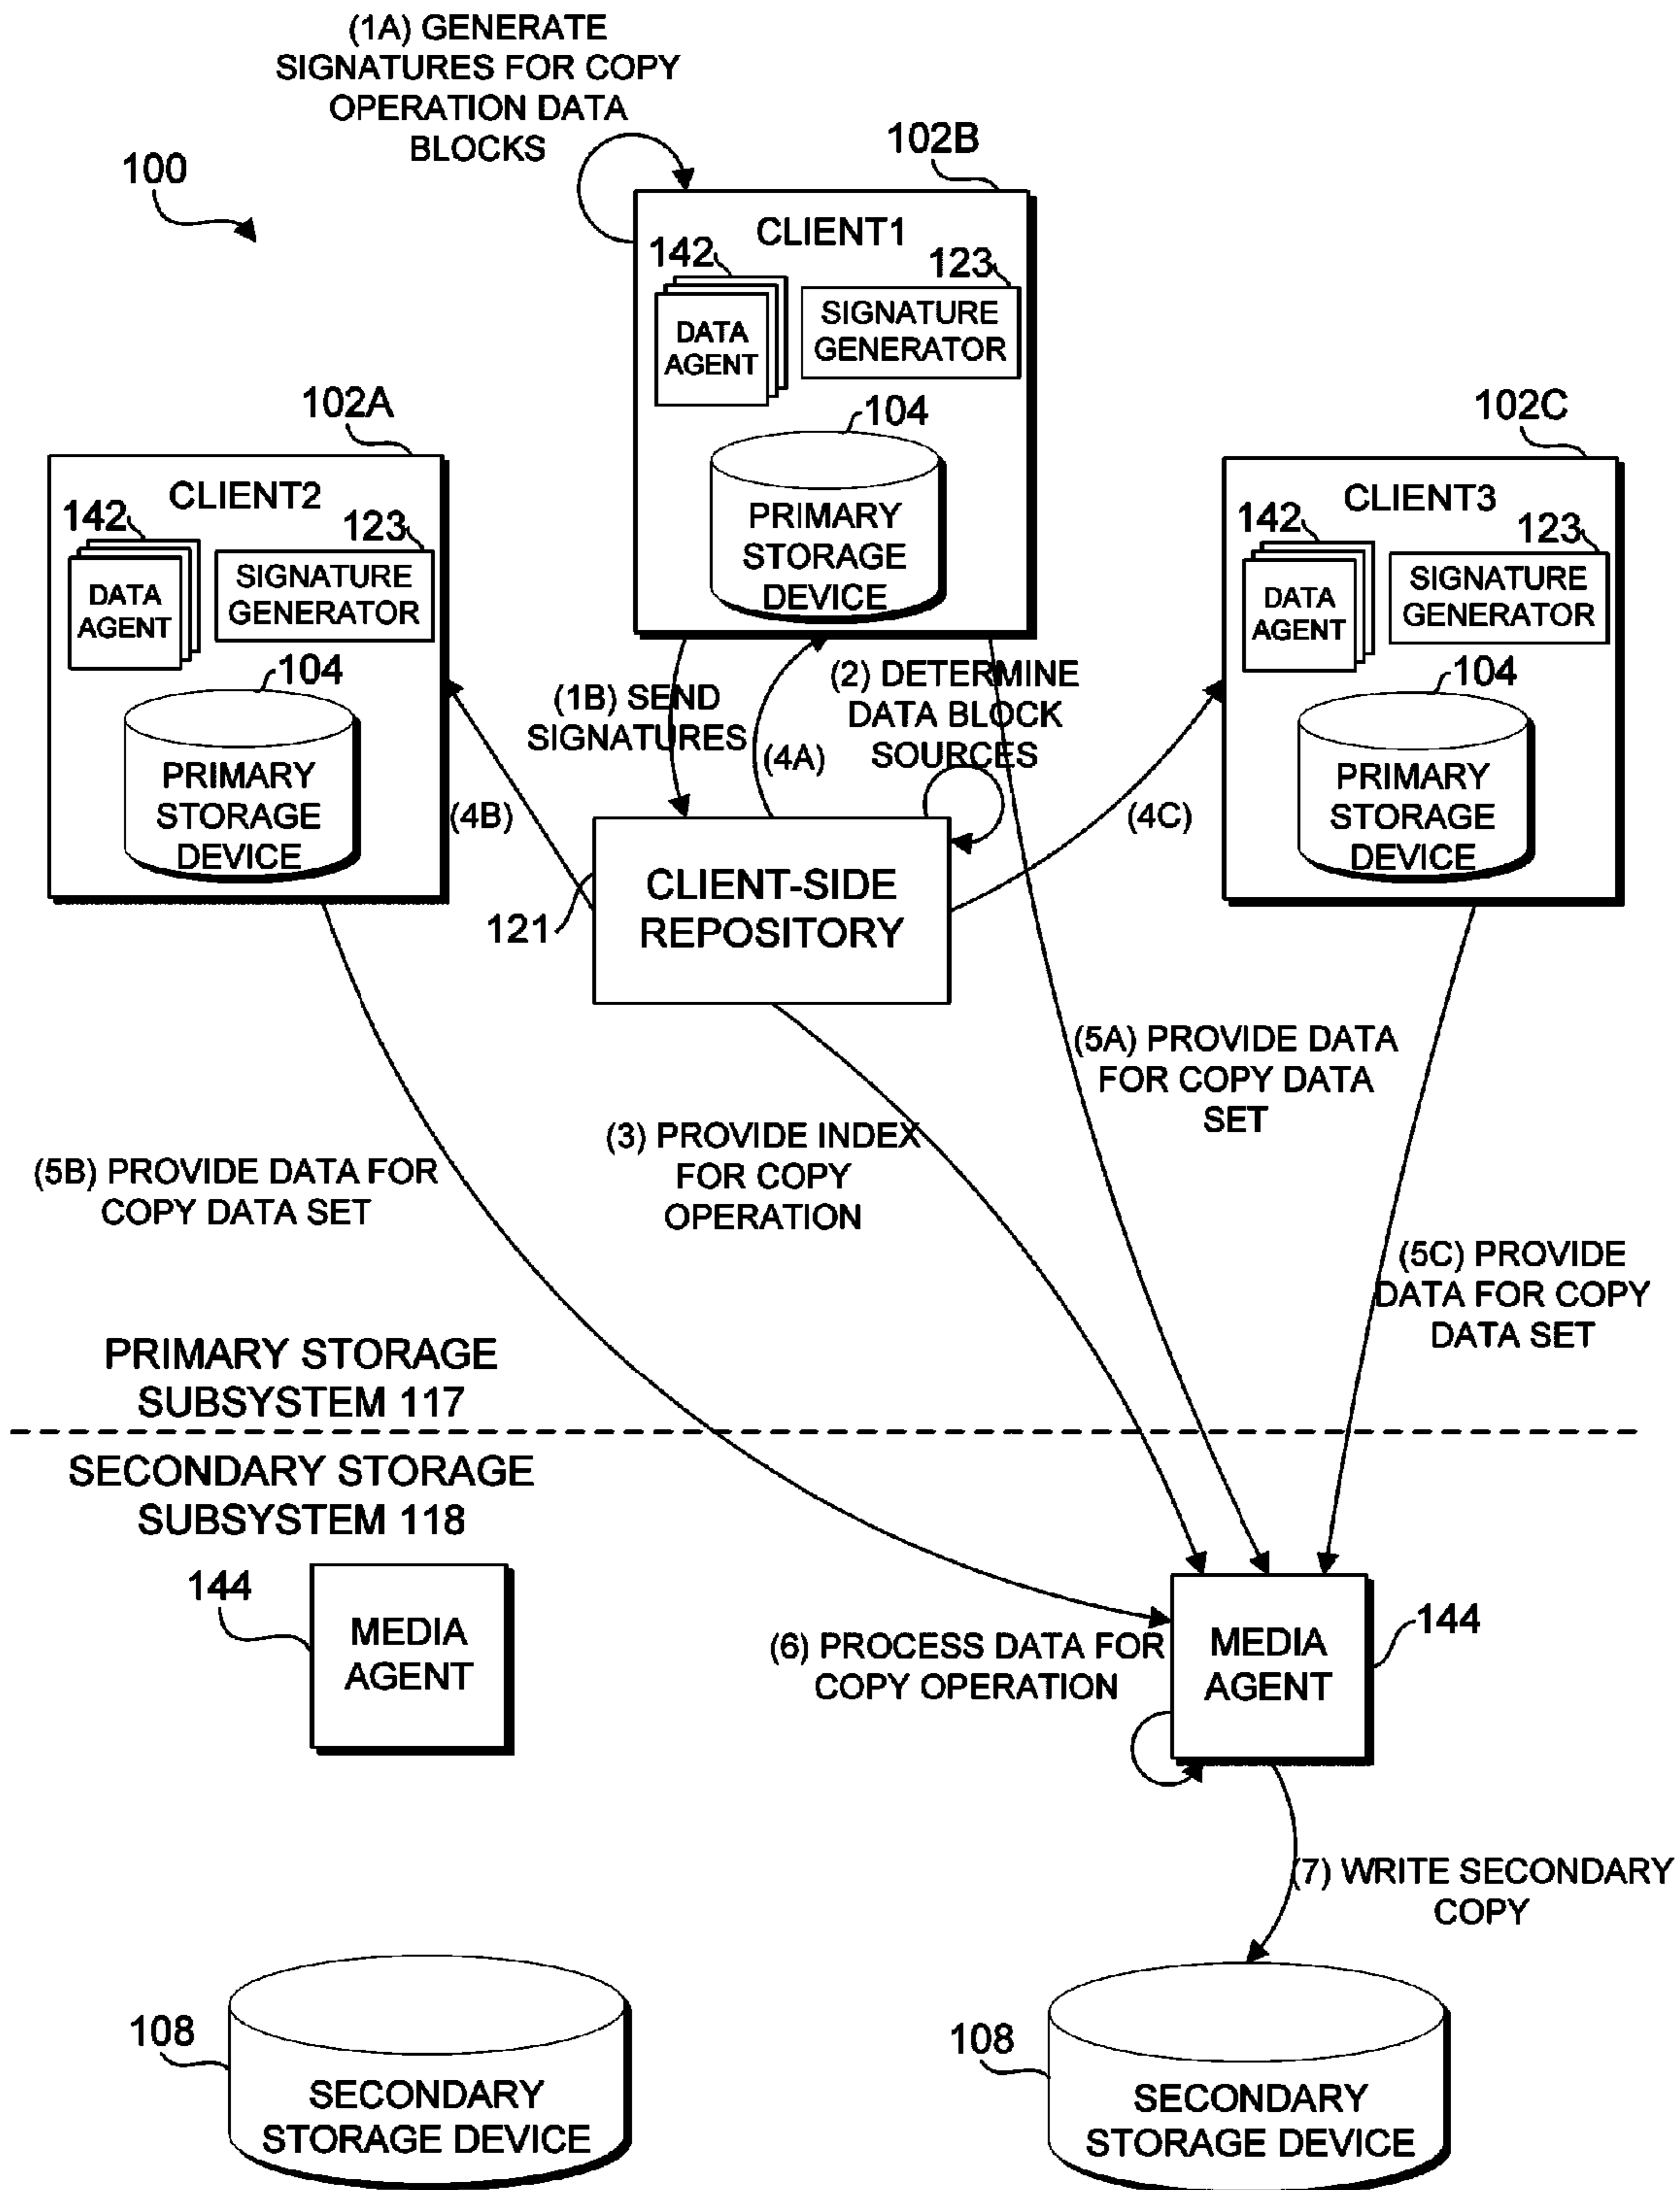 (1A) GENERATE
SIGNATURES FOR COPY
OPERATION DATA
BLOCKS
100
102B
CLIENT1
142
123
DATA
AGENT
SIGNATURE
GENERATOR
104
PRIMARY
STORAGE
DEVICE
102A
CLIENT2
142
123
DATA
AGENT
SIGNATURE
GENERATOR
104
PRIMARY
STORAGE
DEVICE
102C
CLIENT3
142
123
DATA
AGENT
SIGNATURE
GENERATOR
104
PRIMARY
STORAGE
DEVICE
(1B) SEND
SIGNATURES
(4A)
(2) DETERMINE
DATA BLOCK
SOURCES
(4B)
(4C)
CLIENT-SIDE
REPOSITORY
121
(5A) PROVIDE DATA
FOR COPY DATA
SET
(3) PROVIDE INDEX
FOR COPY
OPERATION
(5B) PROVIDE DATA FOR
COPY DATA SET
(5C) PROVIDE
DATA FOR COPY
DATA SET
PRIMARY STORAGE
SUBSYSTEM 117
SECONDARY STORAGE
SUBSYSTEM 118
144
MEDIA
AGENT
(6) PROCESS DATA FOR
COPY OPERATION
MEDIA
AGENT
144
(7) WRITE SECONDARY
COPY
108
SECONDARY
STORAGE DEVICE
108
SECONDARY
STORAGE DEVICE